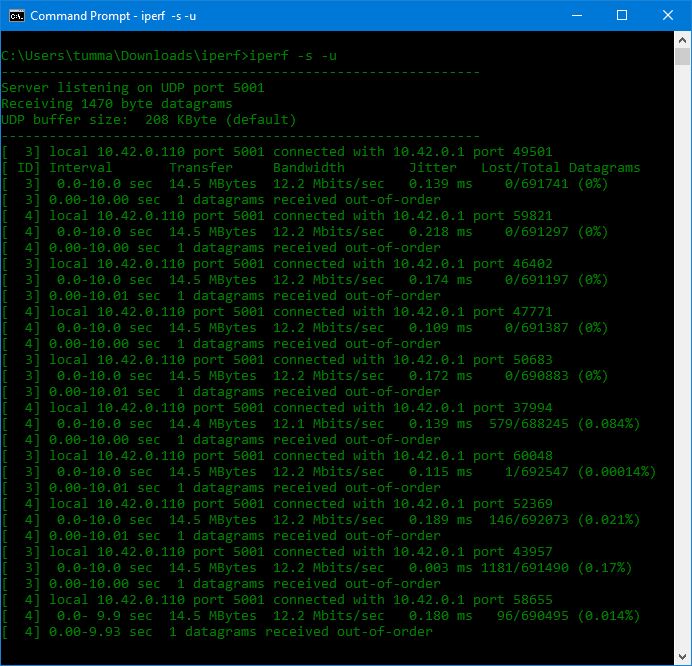 Command Prompt - iperf -s -u
C:\Users\tumma\Downloads\iperf>iperf -s -u
------------------------------------------------------------
Server listening on UDP port 5001
Receiving 1470 byte datagrams
UDP buffer size:  208 KByte (default)
------------------------------------------------------------
[  3] local 10.42.0.110 port 5001 connected with 10.42.0.1 port 49501
[ ID] Interval       Transfer     Bandwidth        Jitter   Lost/Total Datagrams
[  3]  0.0-10.0 sec  14.5 MBytes  12.2 Mbits/sec   0.139 ms    0/691741 (0%)
[  3] 0.00-10.00 sec  1 datagrams received out-of-order
[  4] local 10.42.0.110 port 5001 connected with 10.42.0.1 port 59821
[  4]  0.0-10.0 sec  14.5 MBytes  12.2 Mbits/sec   0.218 ms    0/691297 (0%)
[  4] 0.00-10.00 sec  1 datagrams received out-of-order
[  3] local 10.42.0.110 port 5001 connected with 10.42.0.1 port 46402
[  3]  0.0-10.0 sec  14.5 MBytes  12.2 Mbits/sec   0.174 ms    0/691197 (0%)
[  3] 0.00-10.01 sec  1 datagrams received out-of-order
[  4] local 10.42.0.110 port 5001 connected with 10.42.0.1 port 47771
[  4]  0.0-10.0 sec  14.5 MBytes  12.2 Mbits/sec   0.109 ms    0/691387 (0%)
[  4] 0.00-10.00 sec  1 datagrams received out-of-order
[  3] local 10.42.0.110 port 5001 connected with 10.42.0.1 port 50683
[  3]  0.0-10.0 sec  14.5 MBytes  12.2 Mbits/sec   0.172 ms    0/690883 (0%)
[  3] 0.00-10.01 sec  1 datagrams received out-of-order
[  4] local 10.42.0.110 port 5001 connected with 10.42.0.1 port 37994
[  4]  0.0-10.0 sec  14.4 MBytes  12.1 Mbits/sec   0.139 ms  579/688245 (0.084%)
[  4] 0.00-10.00 sec  1 datagrams received out-of-order
[  3] local 10.42.0.110 port 5001 connected with 10.42.0.1 port 60048
[  3]  0.0-10.0 sec  14.5 MBytes  12.2 Mbits/sec   0.115 ms    1/692547 (0.00014%)
[  3] 0.00-10.01 sec  1 datagrams received out-of-order
[  4] local 10.42.0.110 port 5001 connected with 10.42.0.1 port 52369
[  4]  0.0-10.0 sec  14.5 MBytes  12.2 Mbits/sec   0.189 ms  146/692073 (0.021%)
[  4] 0.00-10.01 sec  1 datagrams received out-of-order
[  3] local 10.42.0.110 port 5001 connected with 10.42.0.1 port 43957
[  3]  0.0-10.0 sec  14.5 MBytes  12.2 Mbits/sec   0.003 ms 1181/691490 (0.17%)
[  3] 0.00-10.00 sec  1 datagrams received out-of-order
[  4] local 10.42.0.110 port 5001 connected with 10.42.0.1 port 58655
[  4]  0.0- 9.9 sec  14.5 MBytes  12.2 Mbits/sec   0.180 ms   96/690495 (0.014%)
[  4] 0.00-9.93 sec  1 datagrams received out-of-order